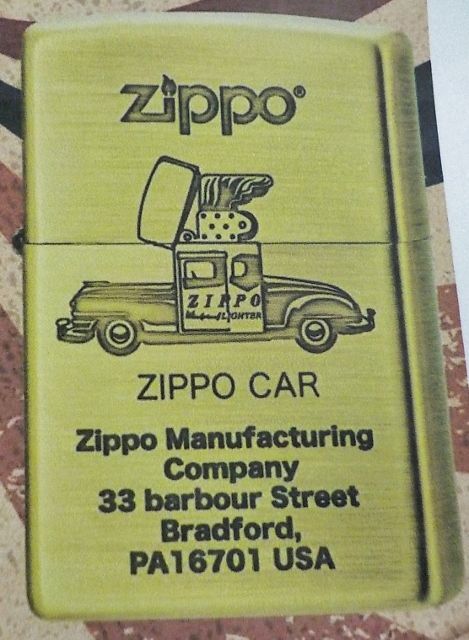 zippo®
ZIPPO
LIGHTER
ZIPPO CAR
Zippo Manufacturing
Company
33 barbour Street
Bradford,
PA16701 USA